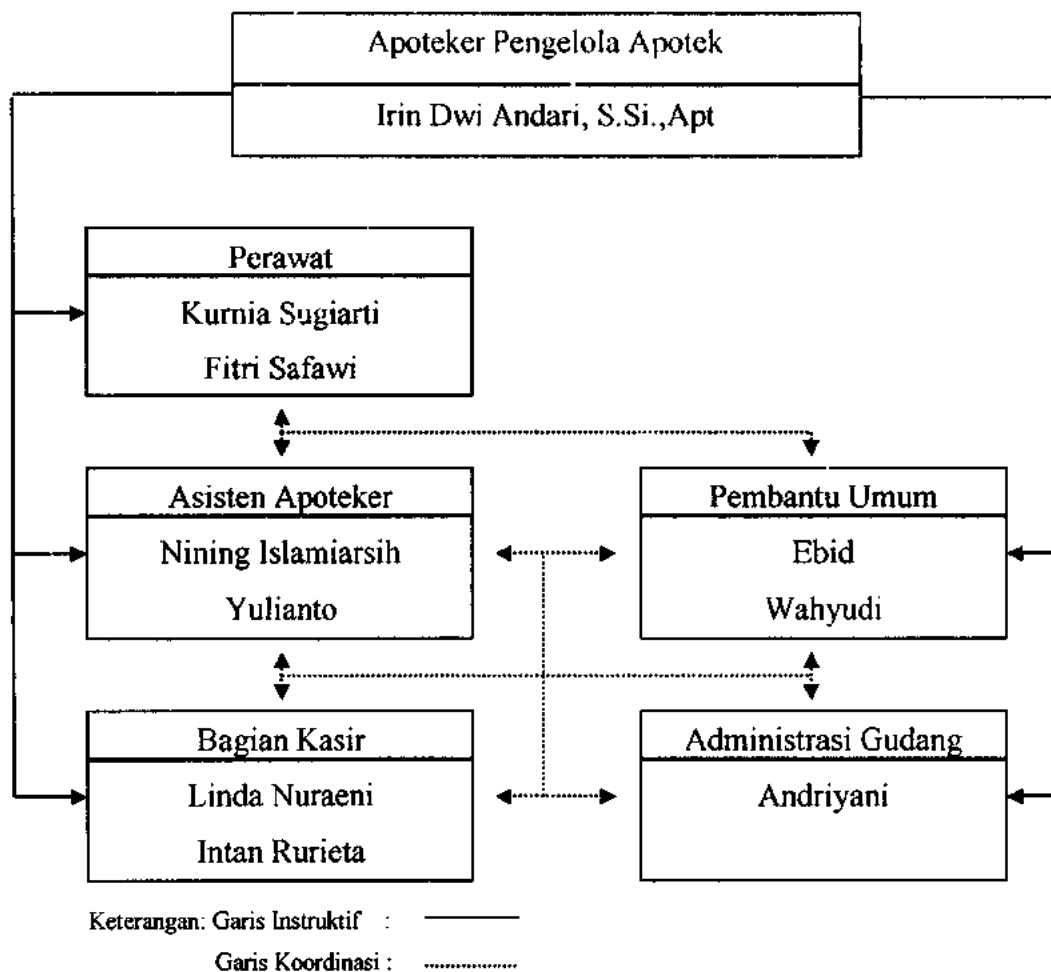 Apoteker Pengelola Apotek
Irin Dwi Andari, S.Si.,Apt
Perawat
Kurnia Sugiarti
Fitri Safawi
Asisten Apoteker
Nining Islamiarsih
Yulianto
Pembantu Umum
Ebid
Wahyudi
Bagian Kasir
Linda Nuraeni
Intan Rurieta
Administrasi Gudang
Andriyani
Keterangan: Garis Instruktif :
Garis Koordinasi :